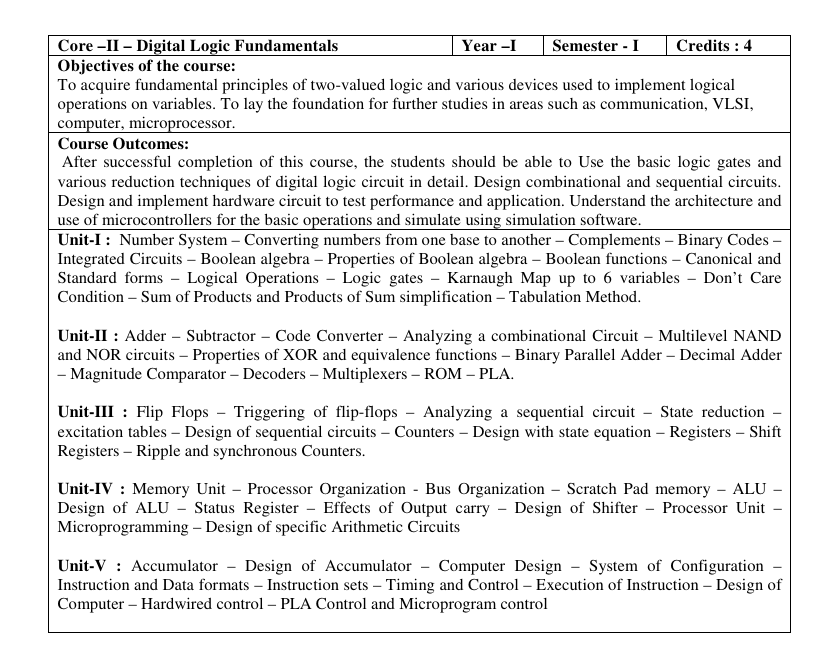 Core –II – Digital Logic Fundamentals Year –I Semester - I Credits : 4
Objectives of the course:
To acquire fundamental principles of two-valued logic and various devices used to implement logical
operations on variables. To lay the foundation for further studies in areas such as communication, VLSI,
computer, microprocessor.
Course Outcomes:
After successful completion of this course, the students should be able to Use the basic logic gates and
various reduction techniques of digital logic circuit in detail. Design combinational and sequential circuits.
Design and implement hardware circuit to test performance and application. Understand the architecture and
use of microcontrollers for the basic operations and simulate using simulation software.
Unit-I : Number System – Converting numbers from one base to another – Complements – Binary Codes –
Integrated Circuits – Boolean algebra – Properties of Boolean algebra – Boolean functions – Canonical and
Standard forms – Logical Operations – Logic gates – Karnaugh Map up to 6 variables – Don’t Care
Condition – Sum of Products and Products of Sum simplification – Tabulation Method.
Unit-II : Adder – Subtractor – Code Converter – Analyzing a combinational Circuit – Multilevel NAND
and NOR circuits – Properties of XOR and equivalence functions – Binary Parallel Adder – Decimal Adder
– Magnitude Comparator – Decoders – Multiplexers – ROM – PLA.
Unit-III : Flip Flops – Triggering of flip-flops – Analyzing a sequential circuit – State reduction –
excitation tables – Design of sequential circuits – Counters – Design with state equation – Registers – Shift
Registers – Ripple and synchronous Counters.
Unit-IV : Memory Unit – Processor Organization - Bus Organization – Scratch Pad memory – ALU –
Design of ALU – Status Register – Effects of Output carry – Design of Shifter – Processor Unit –
Microprogramming – Design of specific Arithmetic Circuits
Unit-V : Accumulator – Design of Accumulator – Computer Design – System of Configuration –
Instruction and Data formats – Instruction sets – Timing and Control – Execution of Instruction – Design of
Computer – Hardwired control – PLA Control and Microprogram control